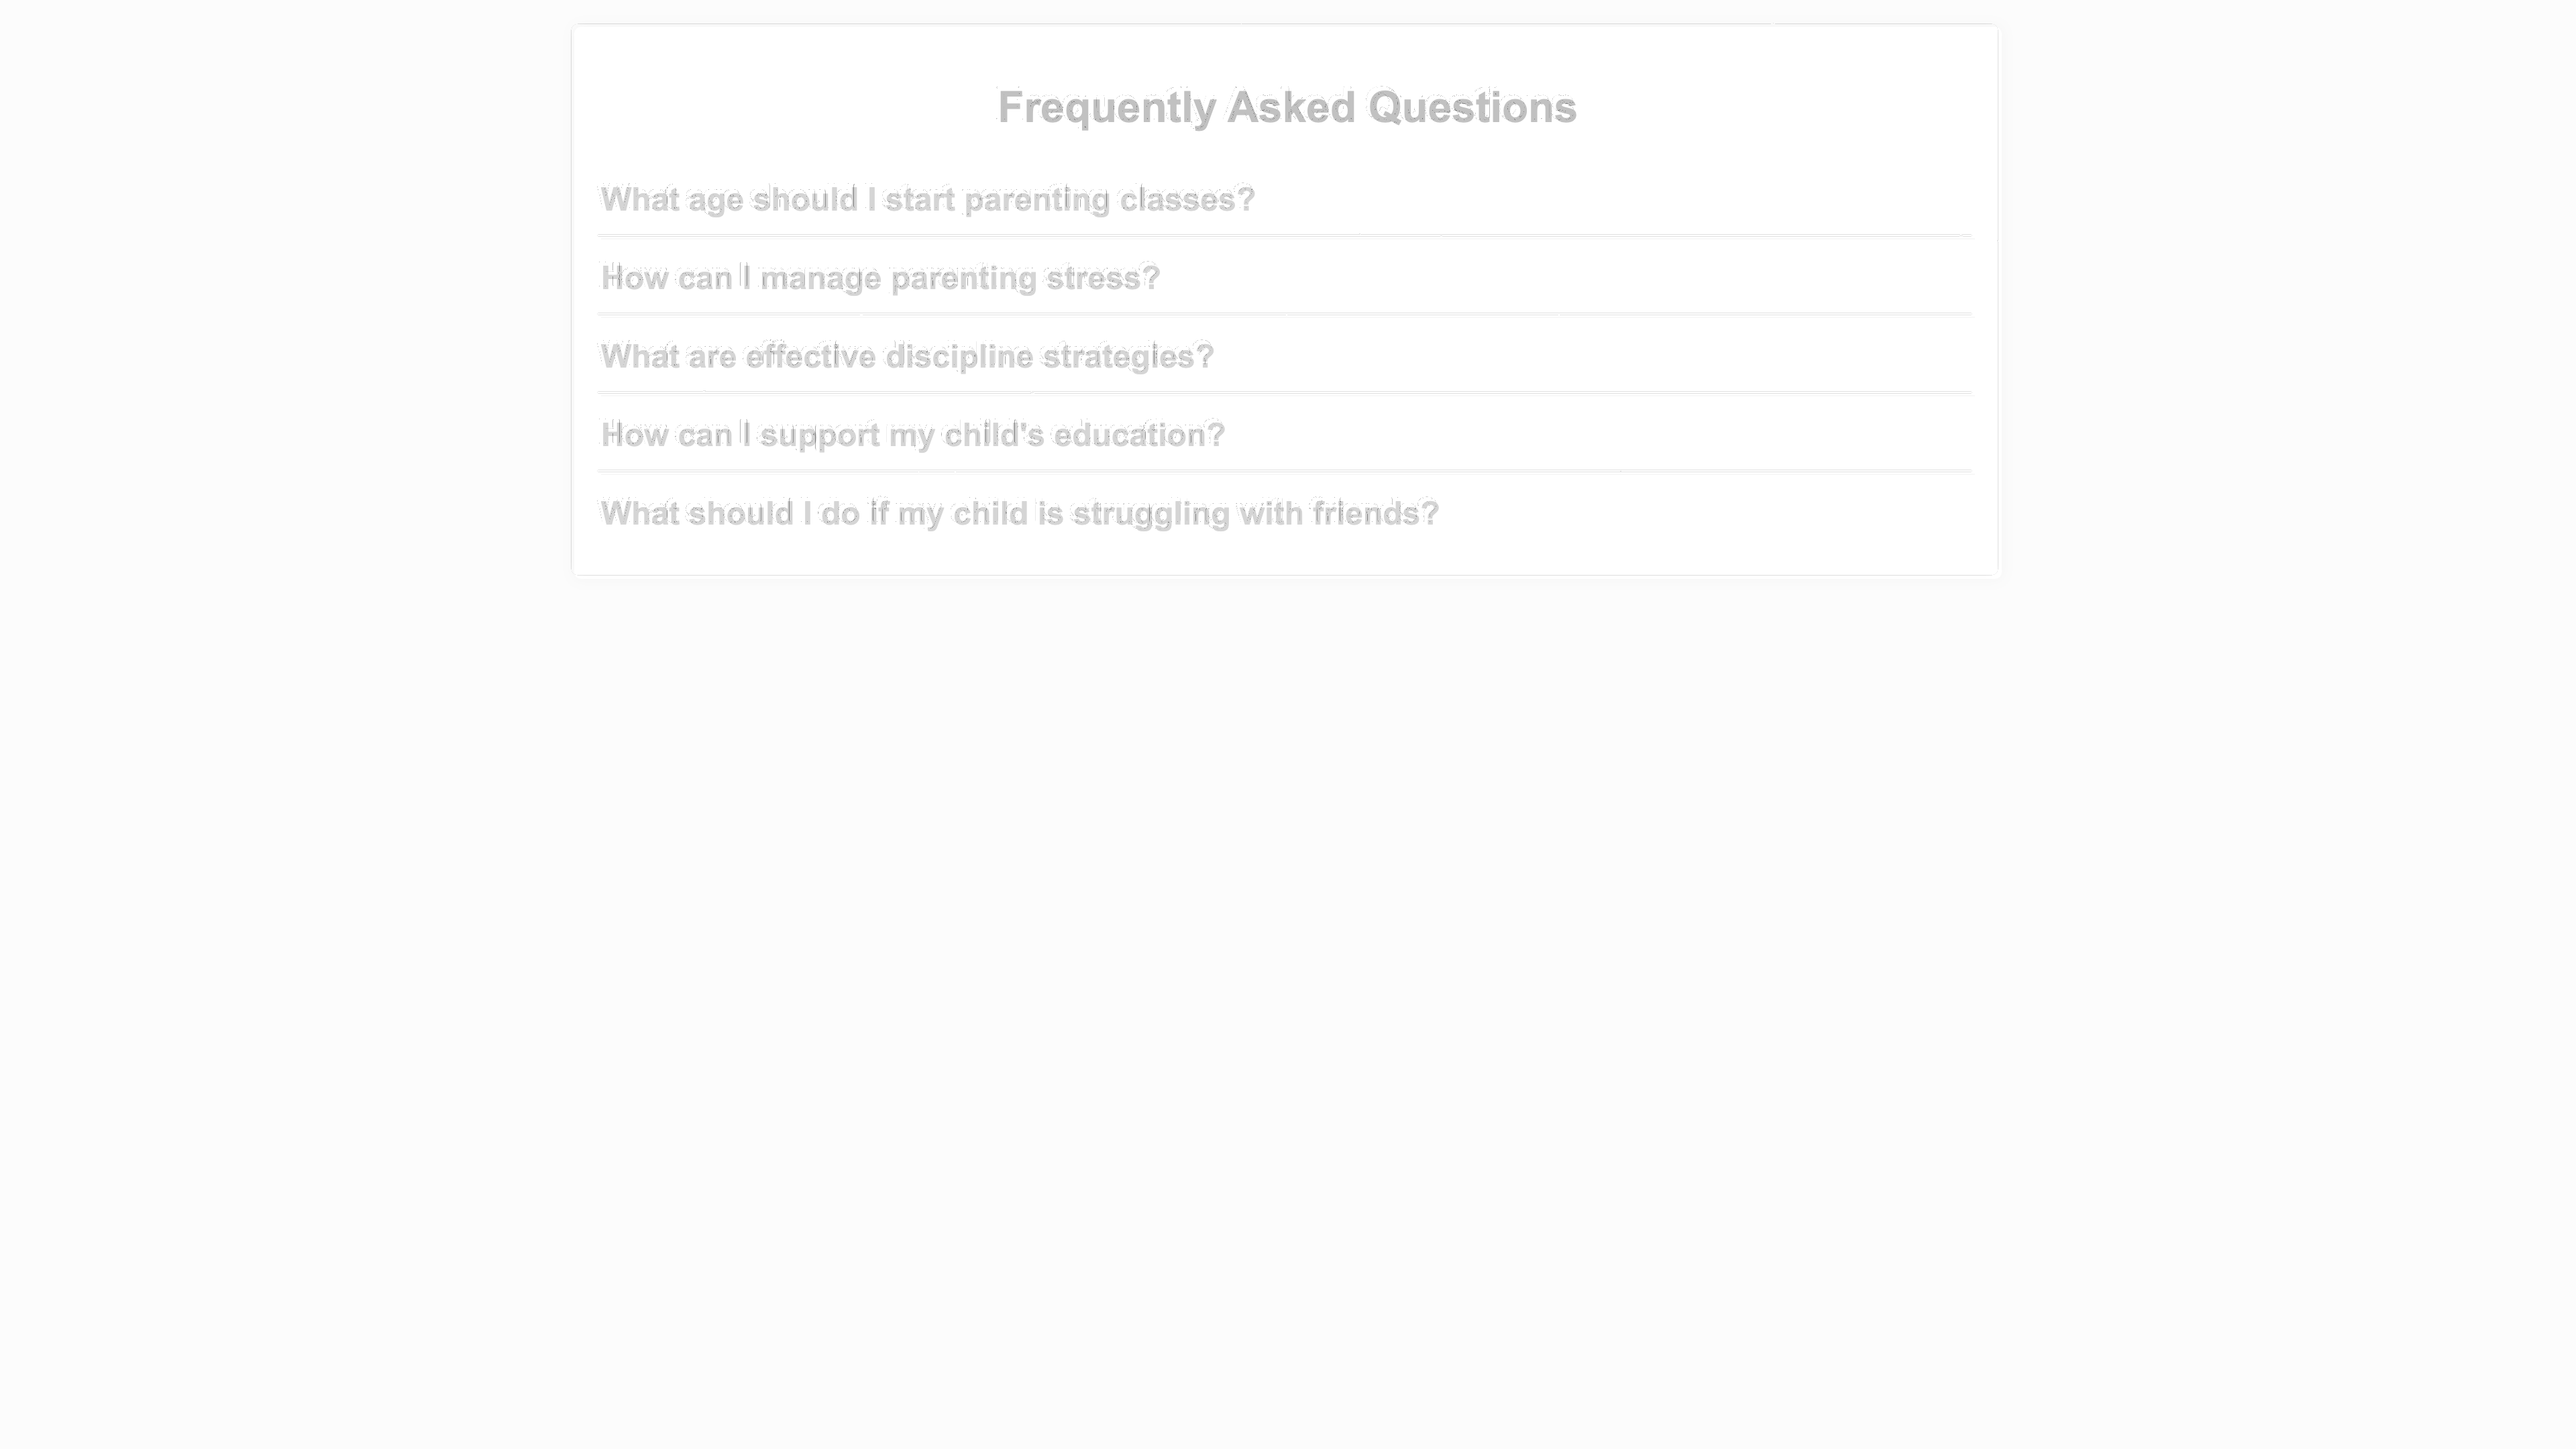 Frequently Asked Questions
What age should I start parenting classes?
How can I manage parenting stress?
What are effective discipline strategies?
How can I support my child's education?
What should I do if my child is struggling with friends?